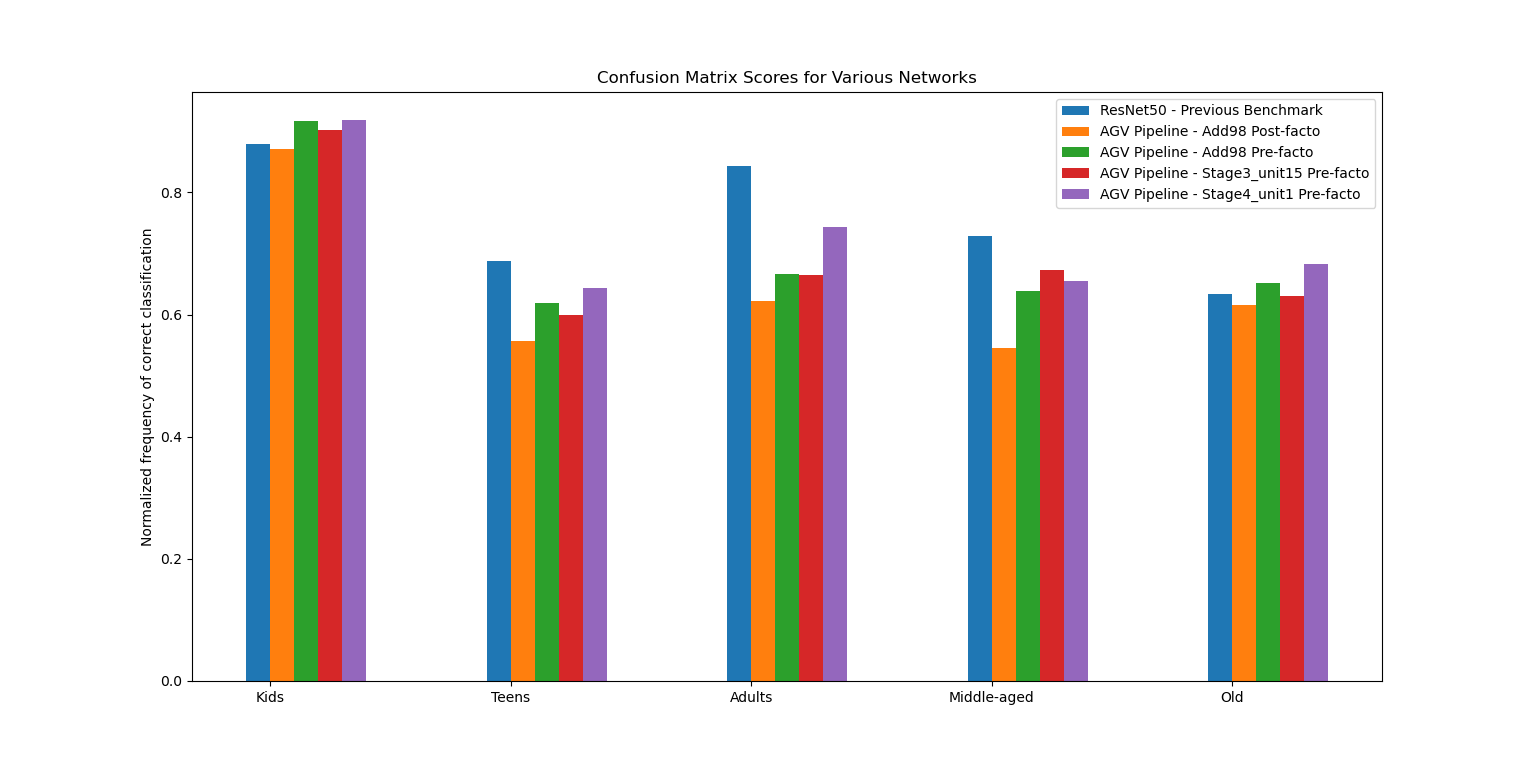 Confusion Matrix Scores for Various Networks
ResNet50 - Previous Benchmark
AGV Pipeline - Add98 Post-facto
AGV Pipeline - Add98 Pre-facto
AGV Pipeline - Stage3_unit15 Pre-facto
AGV Pipeline - Stage4_unit1 Pre-facto
Normalized frequency of correct classification
0.8
0.6
0.4
0.2
0.0
Kids Teens Adults Middle-aged Old